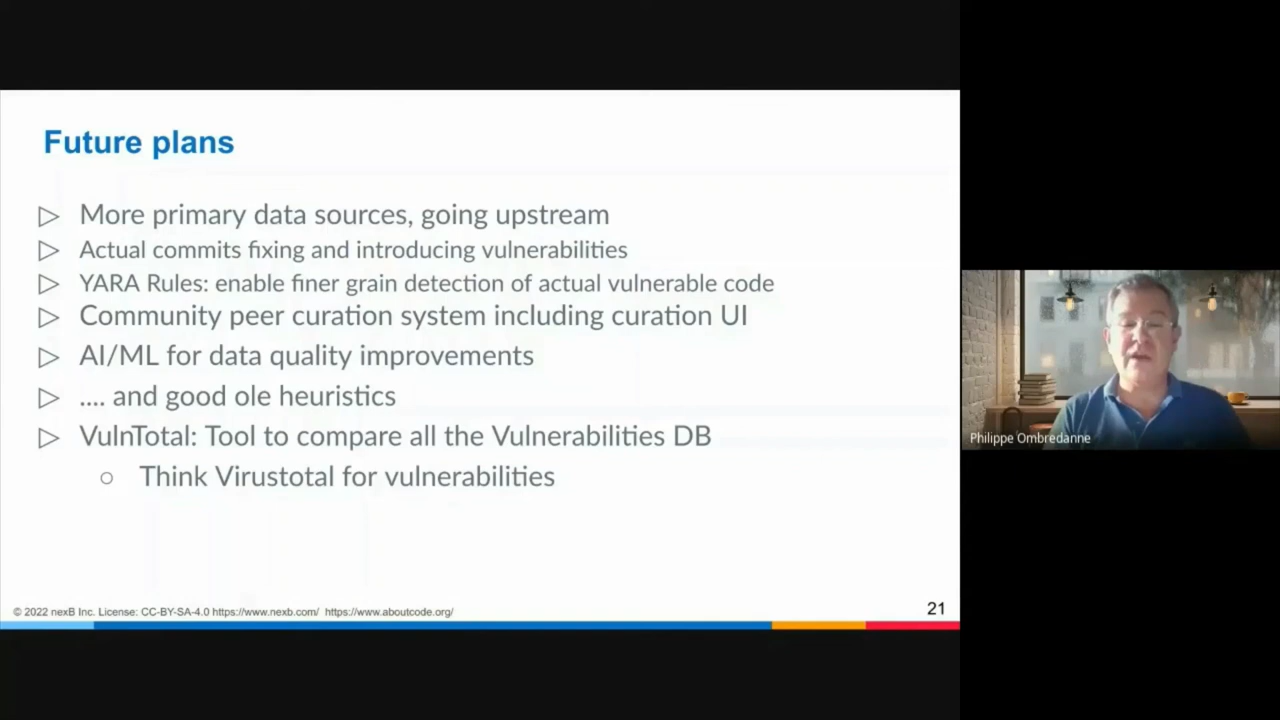 Future plans
More primary data sources, going upstream
Actual commits fixing and introducing vulnerabilities
YARA Rules: enable finer grain detection of actual vulnerable code
Community peer curation system including curation UI
AI/ML for data quality improvements
.... and good ole heuristics
VulnTotal: Tool to compare all the Vulnerabilities DB
Think Virustotal for vulnerabilities
© 2022 nexB Inc. License: CC-BY-SA-4.0 https://www.nexb.com/ https://www.aboutcode.org/
21
Philippe Ombredanne